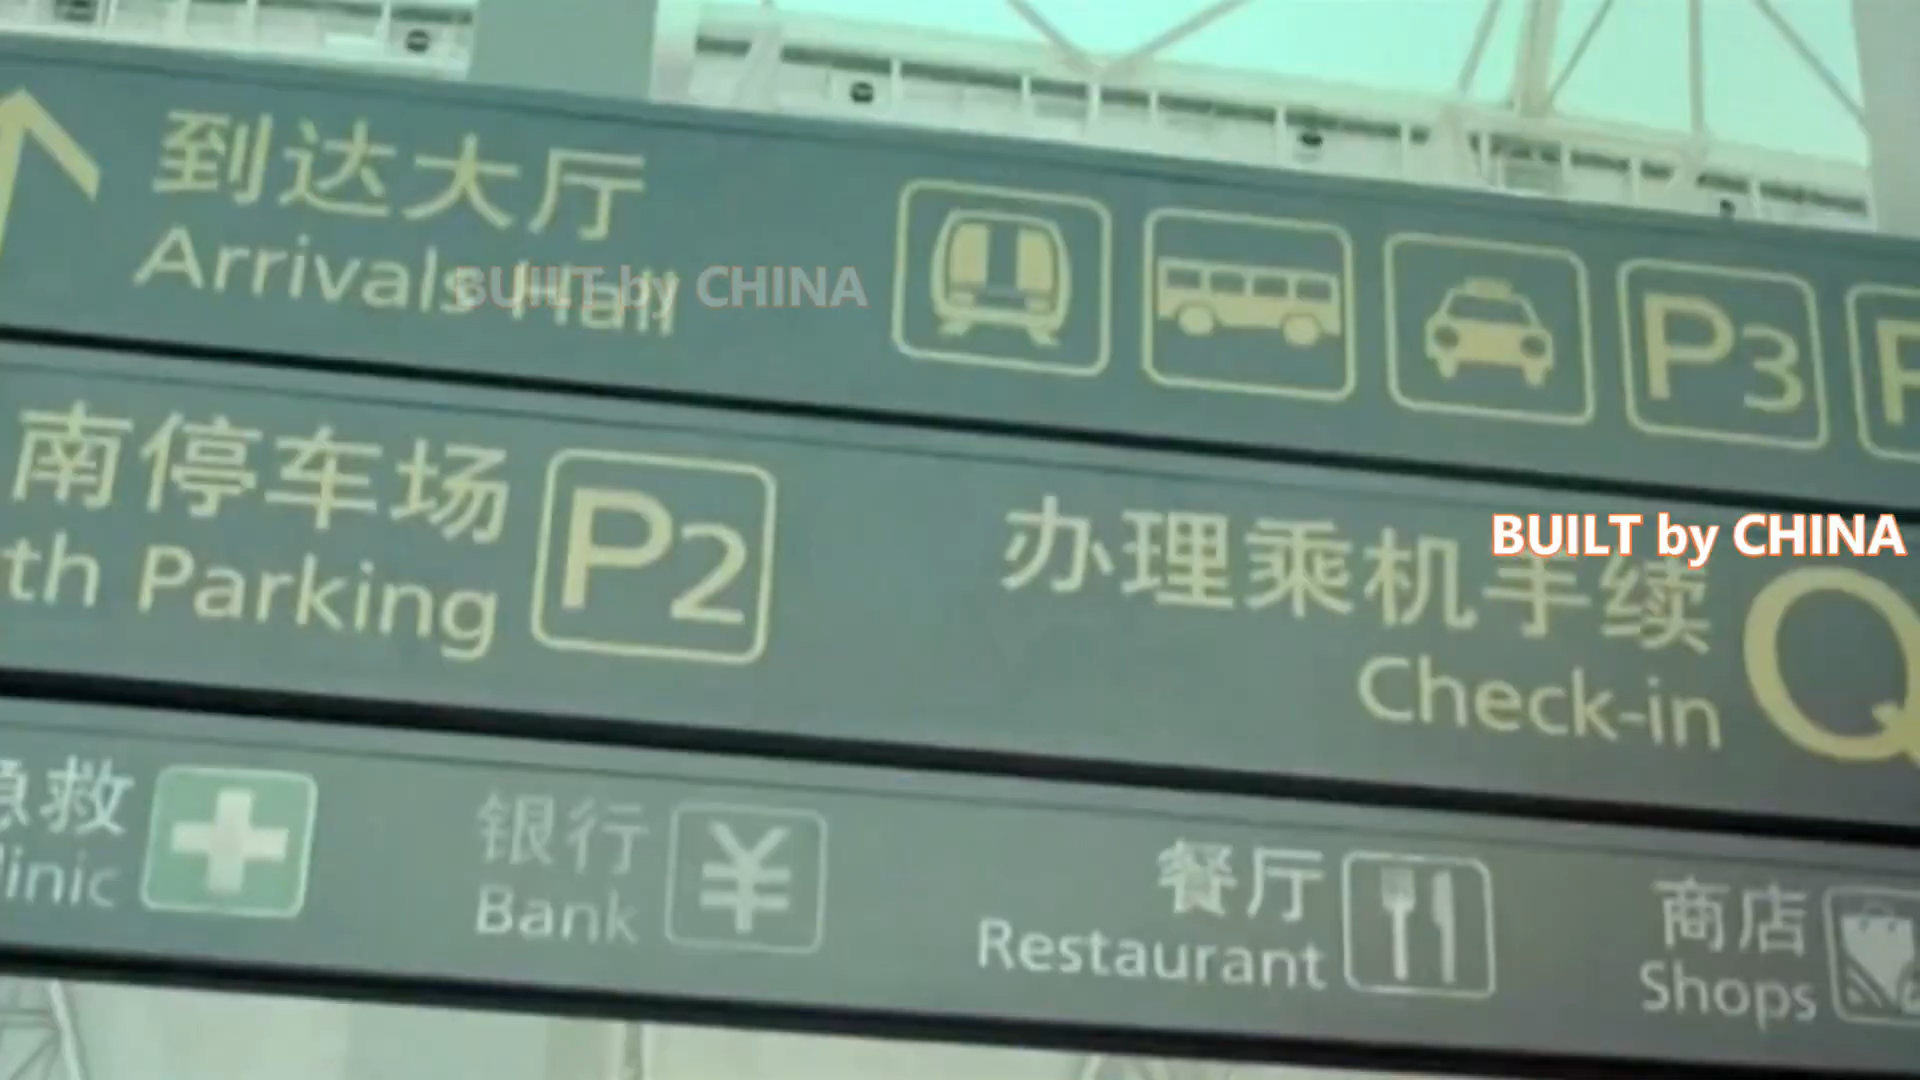 到达大厅
Arrivals Hall
BUILT by CHINA
P3
南停车场
th Parking
P2
办理乘机手续
Check-in
Q
BUILT by CHINA
急救
linic
银行
Bank
¥
餐厅
Restaurant
商店
Shops